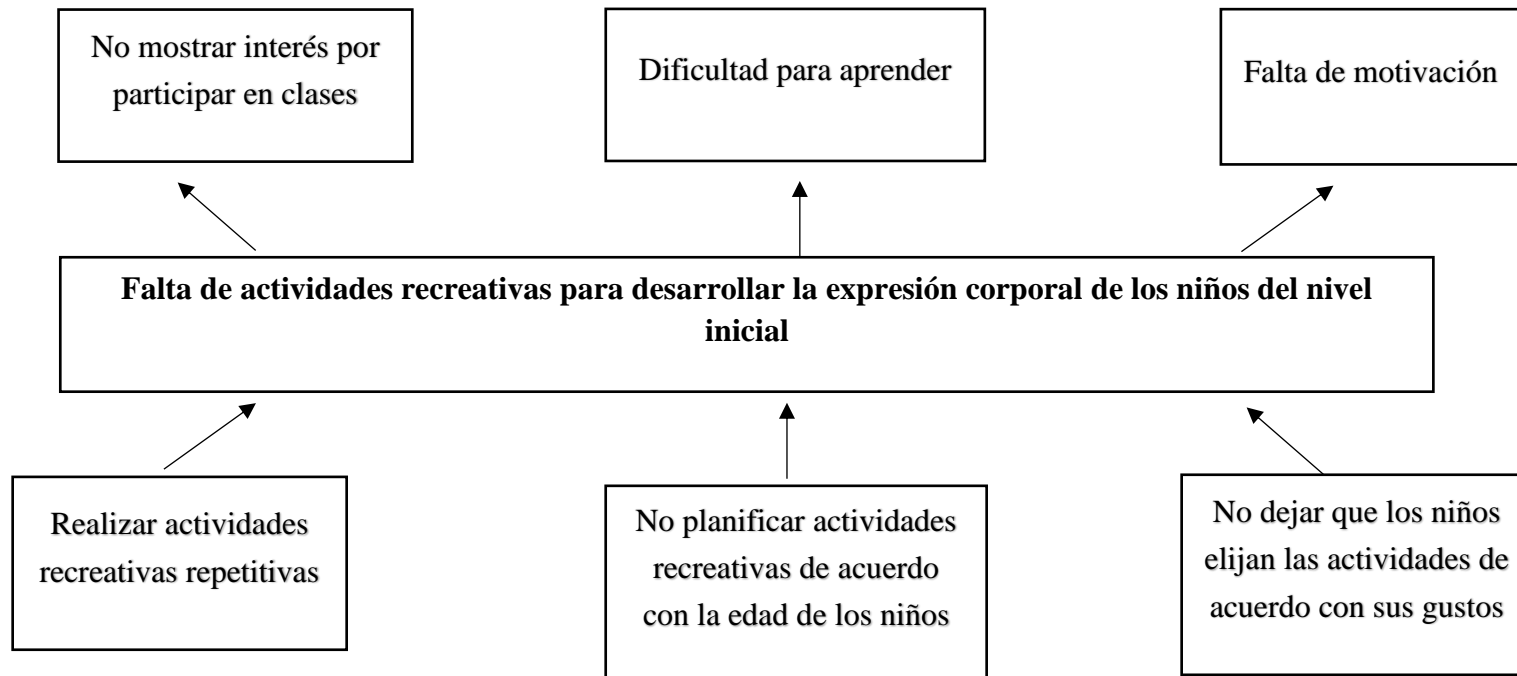 No mostrar interés por
participar en clases
Dificultad para aprender
Falta de motivación
Falta de actividades recreativas para desarrollar la expresión corporal de los niños del nivel
inicial
Realizar actividades
recreativas repetitivas
No planificar actividades
recreativas de acuerdo
con la edad de los niños
No dejar que los niños
elijan las actividades de
acuerdo con sus gustos